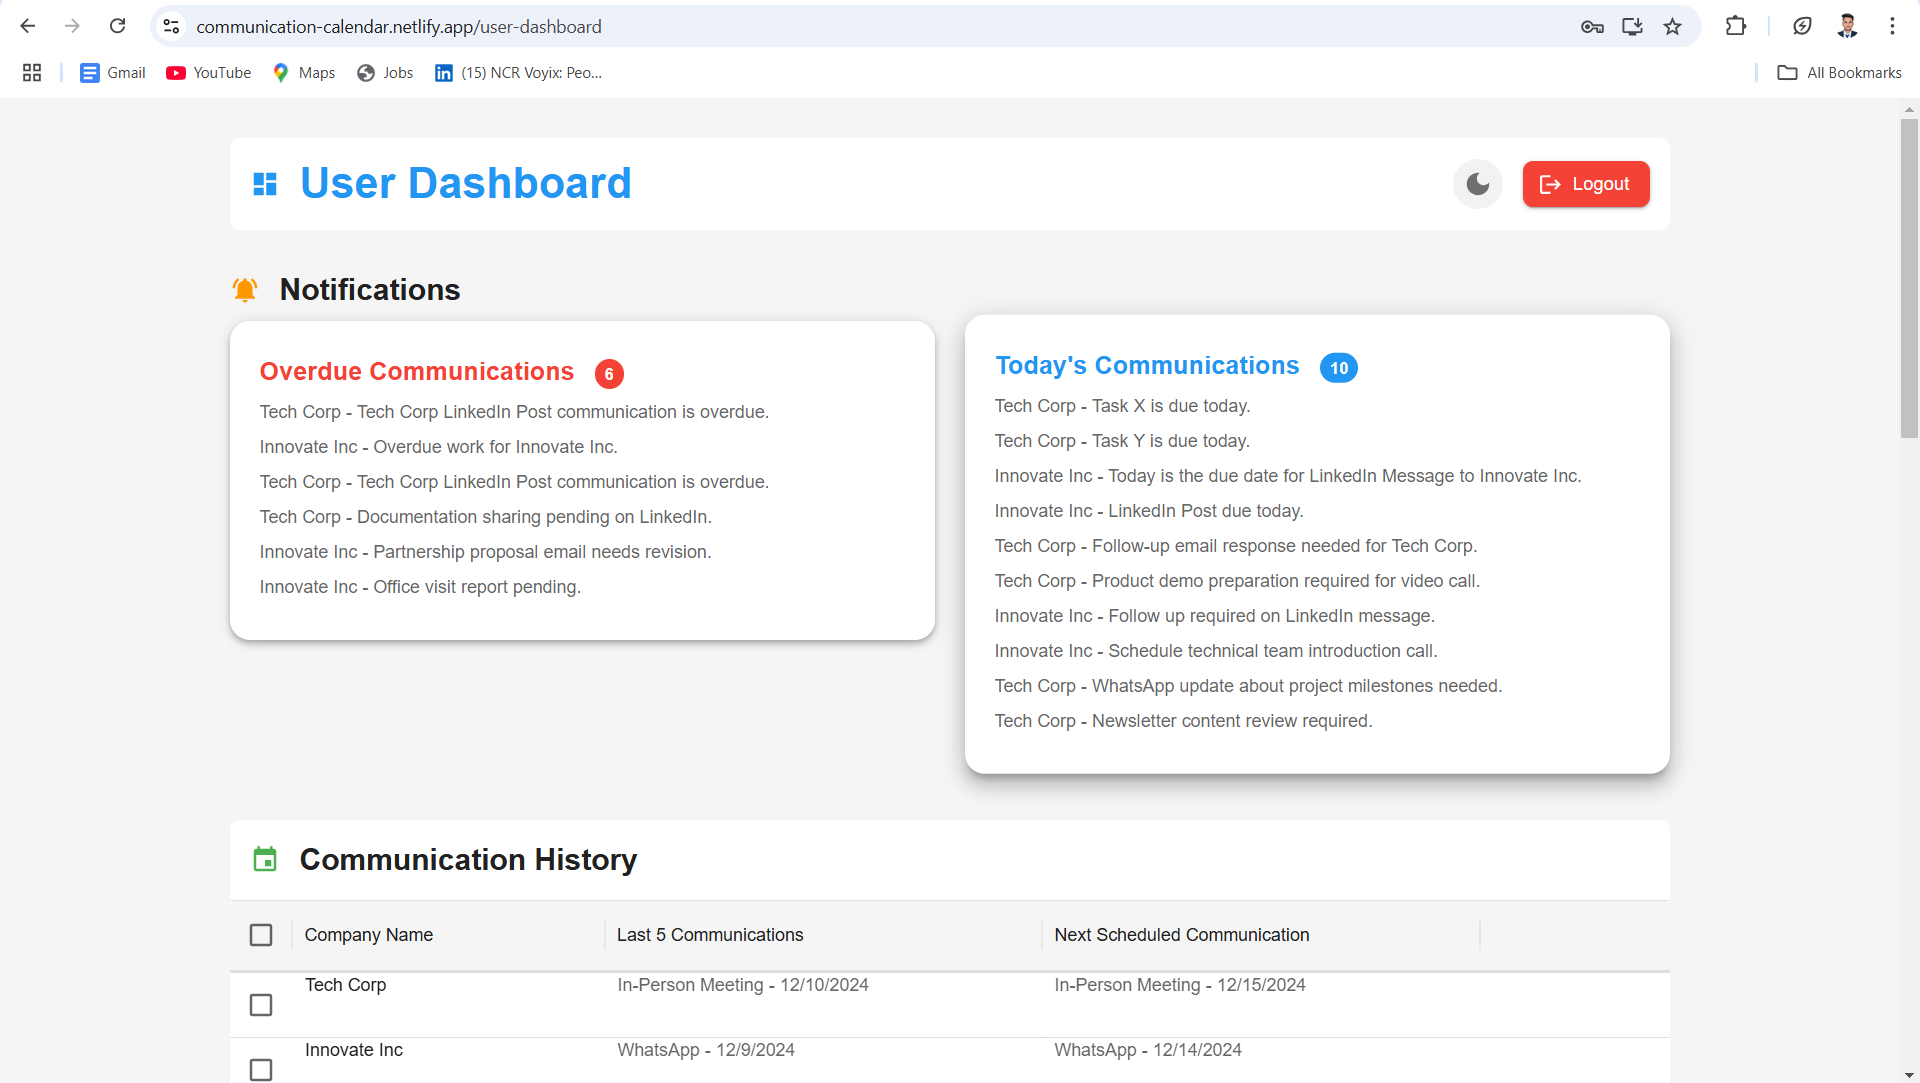 communication-calendar.netlify.app/user-dashboard
Gmail
YouTube
Maps
Jobs
(15) NCR Voyix: Peo...
All Bookmarks
User Dashboard
Logout
Notifications
Overdue Communications 6
Tech Corp - Tech Corp LinkedIn Post communication is overdue.
Innovate Inc - Overdue work for Innovate Inc.
Tech Corp - Tech Corp LinkedIn Post communication is overdue.
Tech Corp - Documentation sharing pending on LinkedIn.
Innovate Inc - Partnership proposal email needs revision.
Innovate Inc - Office visit report pending.
Today's Communications 10
Tech Corp - Task X is due today.
Tech Corp - Task Y is due today.
Innovate Inc - Today is the due date for LinkedIn Message to Innovate Inc.
Innovate Inc - LinkedIn Post due today.
Tech Corp - Follow-up email response needed for Tech Corp.
Tech Corp - Product demo preparation required for video call.
Innovate Inc - Follow up required on LinkedIn message.
Innovate Inc - Schedule technical team introduction call.
Tech Corp - WhatsApp update about project milestones needed.
Tech Corp - Newsletter content review required.
Communication History
Company Name Last 5 Communications Next Scheduled Communication
Tech Corp In-Person Meeting - 12/10/2024 In-Person Meeting - 12/15/2024
Innovate Inc WhatsApp - 12/9/2024 WhatsApp - 12/14/2024